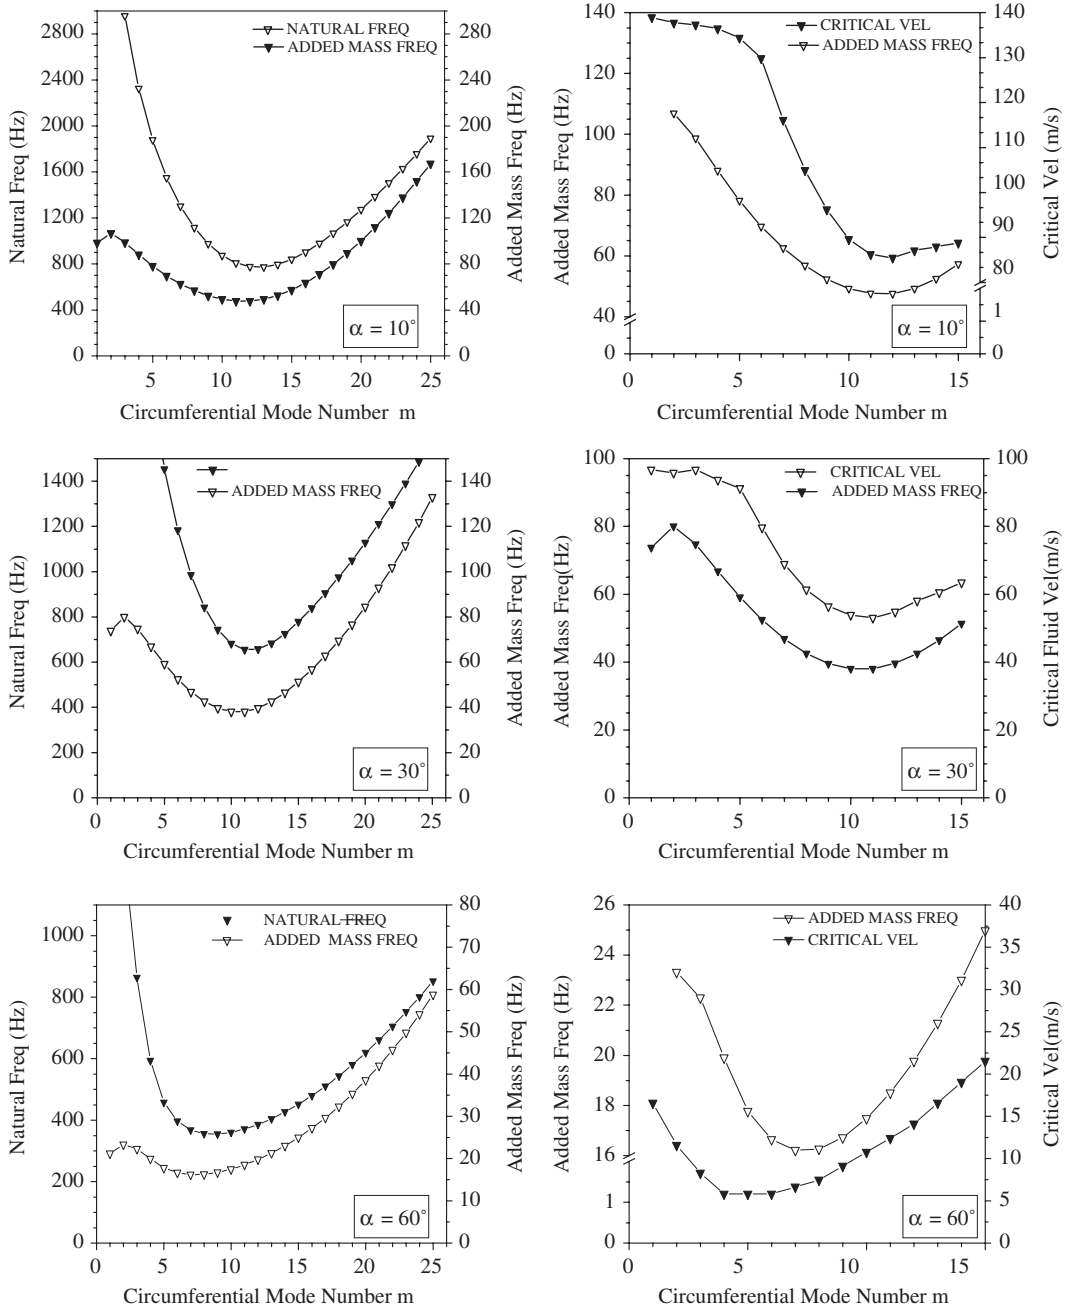 2800
2400
2000
1600
1200
800
400
0
Natural Freq (Hz)
NATURAL FREQ
ADDED MASS FREQ
280
240
200
160
120
80
40
0
Added Mass Freq (Hz)
α = 10°
5 10 15 20 25
Circumferential Mode Number m
140
120
100
80
60
40
0
Added Mass Freq (Hz)
CRITICAL VEL
ADDED MASS FREQ
140
130
120
110
100
90
80
1
0
Critical Vel (m/s)
α = 10°
0 5 10 15
Circumferential Mode Number m
1400
1200
1000
800
600
400
200
0
Natural Freq (Hz)
ADDED MASS FREQ
140
120
100
80
60
40
20
0
Added Mass Freq (Hz)
α = 30°
0 5 10 15 20 25
Circumferential Mode Number m
100
80
60
40
20
0
Added Mass Freq(Hz)
CRITICAL VEL
ADDED MASS FREQ
100
80
60
40
20
0
Critical Fluid Vel(m/s)
α = 30°
0 5 10 15
Circumferential Mode Number m
1000
800
600
400
200
0
Natural Freq (Hz)
NATURAL FREQ
ADDED MASS FREQ
80
70
60
50
40
30
20
10
0
Added Mass Freq (Hz)
α = 60°
0 5 10 15 20 25
Circumferential Mode Number m
26
24
22
20
18
16
1
0
Added Mass Freq (Hz)
ADDED MASS FREQ
CRITICAL VEL
40
35
30
25
20
15
10
5
0
Critical Vel(m/s)
α = 60°
0 5 10 15
Circumferential Mode Number m